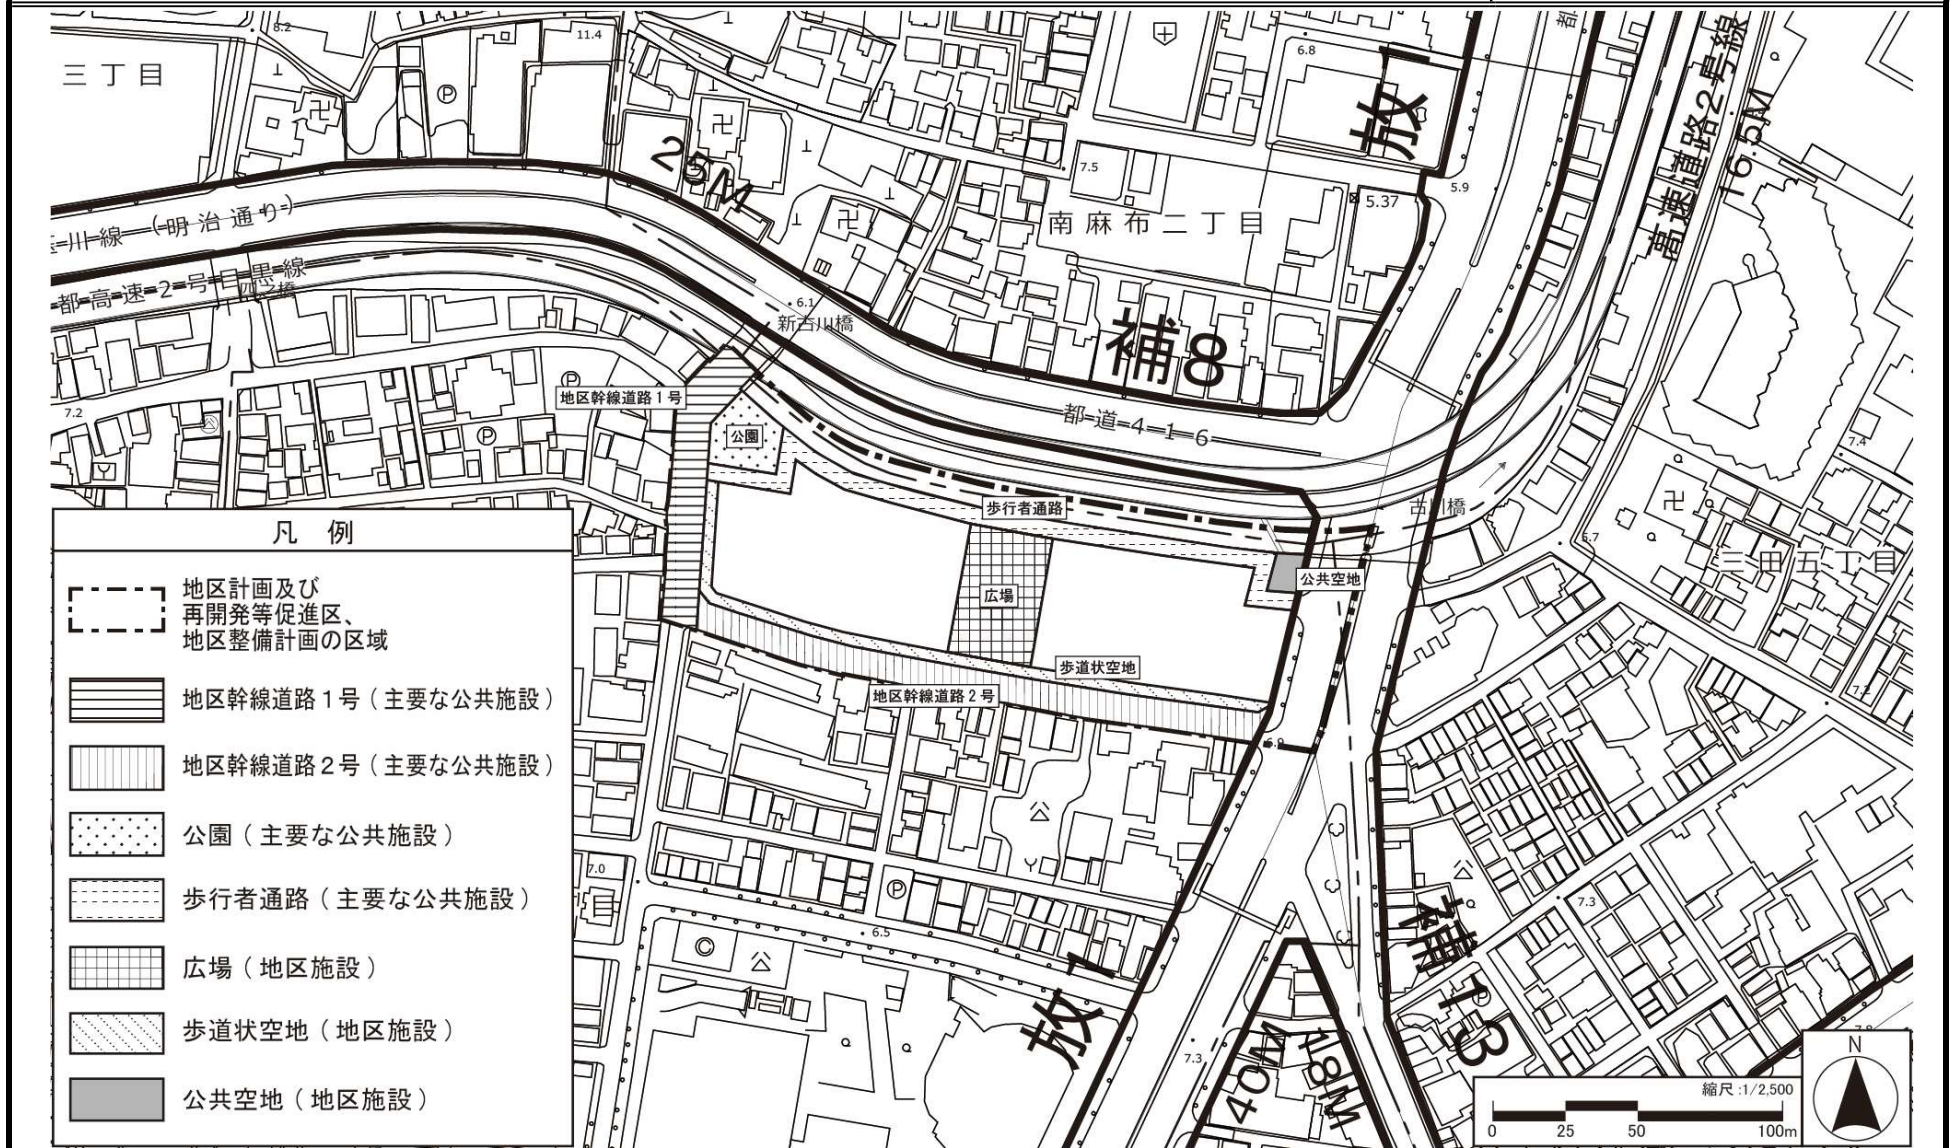 三丁目
8.2
11.4
Ⓟ
25M
7.5
6.8
放1
5.9
5.37
南麻布二丁目
高速道路2号線
16.5M
川線（明治通り）
都高速2号目黒線
四之橋
6.1
新古川橋
補8
都道416
7.2
Ⓟ
Ⓟ
地区幹線道路1号
公園
歩行者通路
古川橋
公共空地
広場
歩道状空地
地区幹線道路2号
6.9
7.4
5.7
三田五丁目
7.2
凡 例
地区計画及び
再開発等促進区、
地区整備計画の区域
地区幹線道路１号（主要な公共施設）
地区幹線道路２号（主要な公共施設）
公園（主要な公共施設）
歩行者通路（主要な公共施設）
広場（地区施設）
歩道状空地（地区施設）
公共空地（地区施設）
7.0
Ⓟ
6.5
Ⓒ
放1
7.3
40M
18M
補13
7.3
N
縮尺:1/2,500
0 25 50 100m